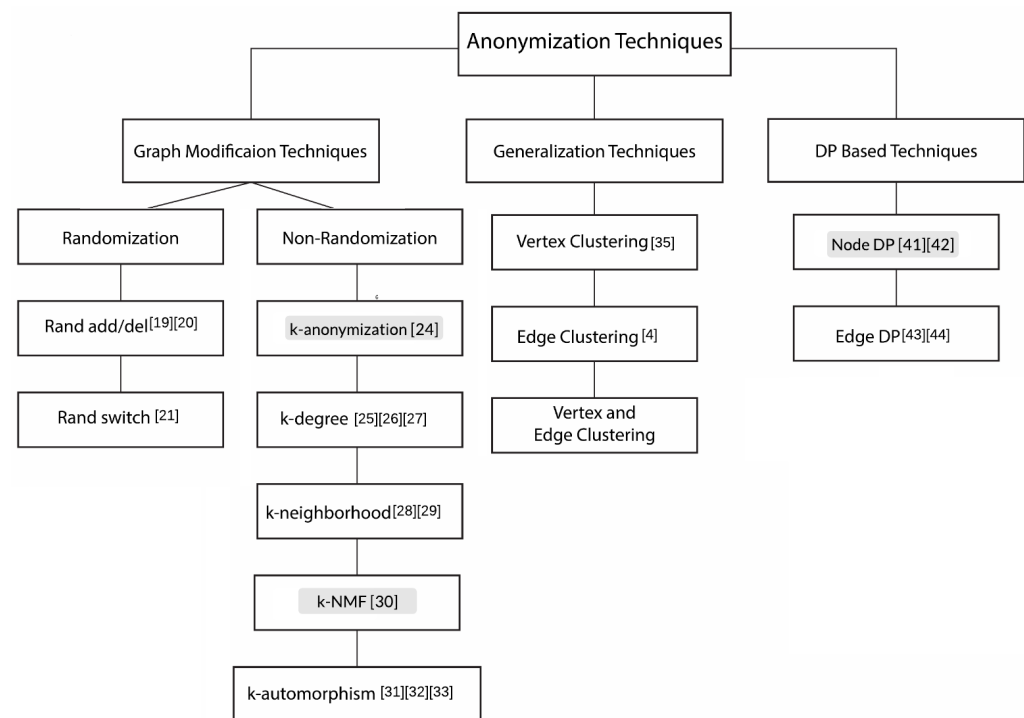 Anonymization Techniques
Graph Modificaion Techniques
Generalization Techniques
DP Based Techniques
Randomization
Non-Randomization
Vertex Clustering [35]
Node DP [41][42]
Rand add/del [19][20]
k-anonymization [24]
Edge Clustering [4]
Edge DP [43][44]
Rand switch [21]
k-degree [25][26][27]
Vertex and
Edge Clustering
k-neighborhood [28][29]
k-NMF [30]
k-automorphism [31][32][33]